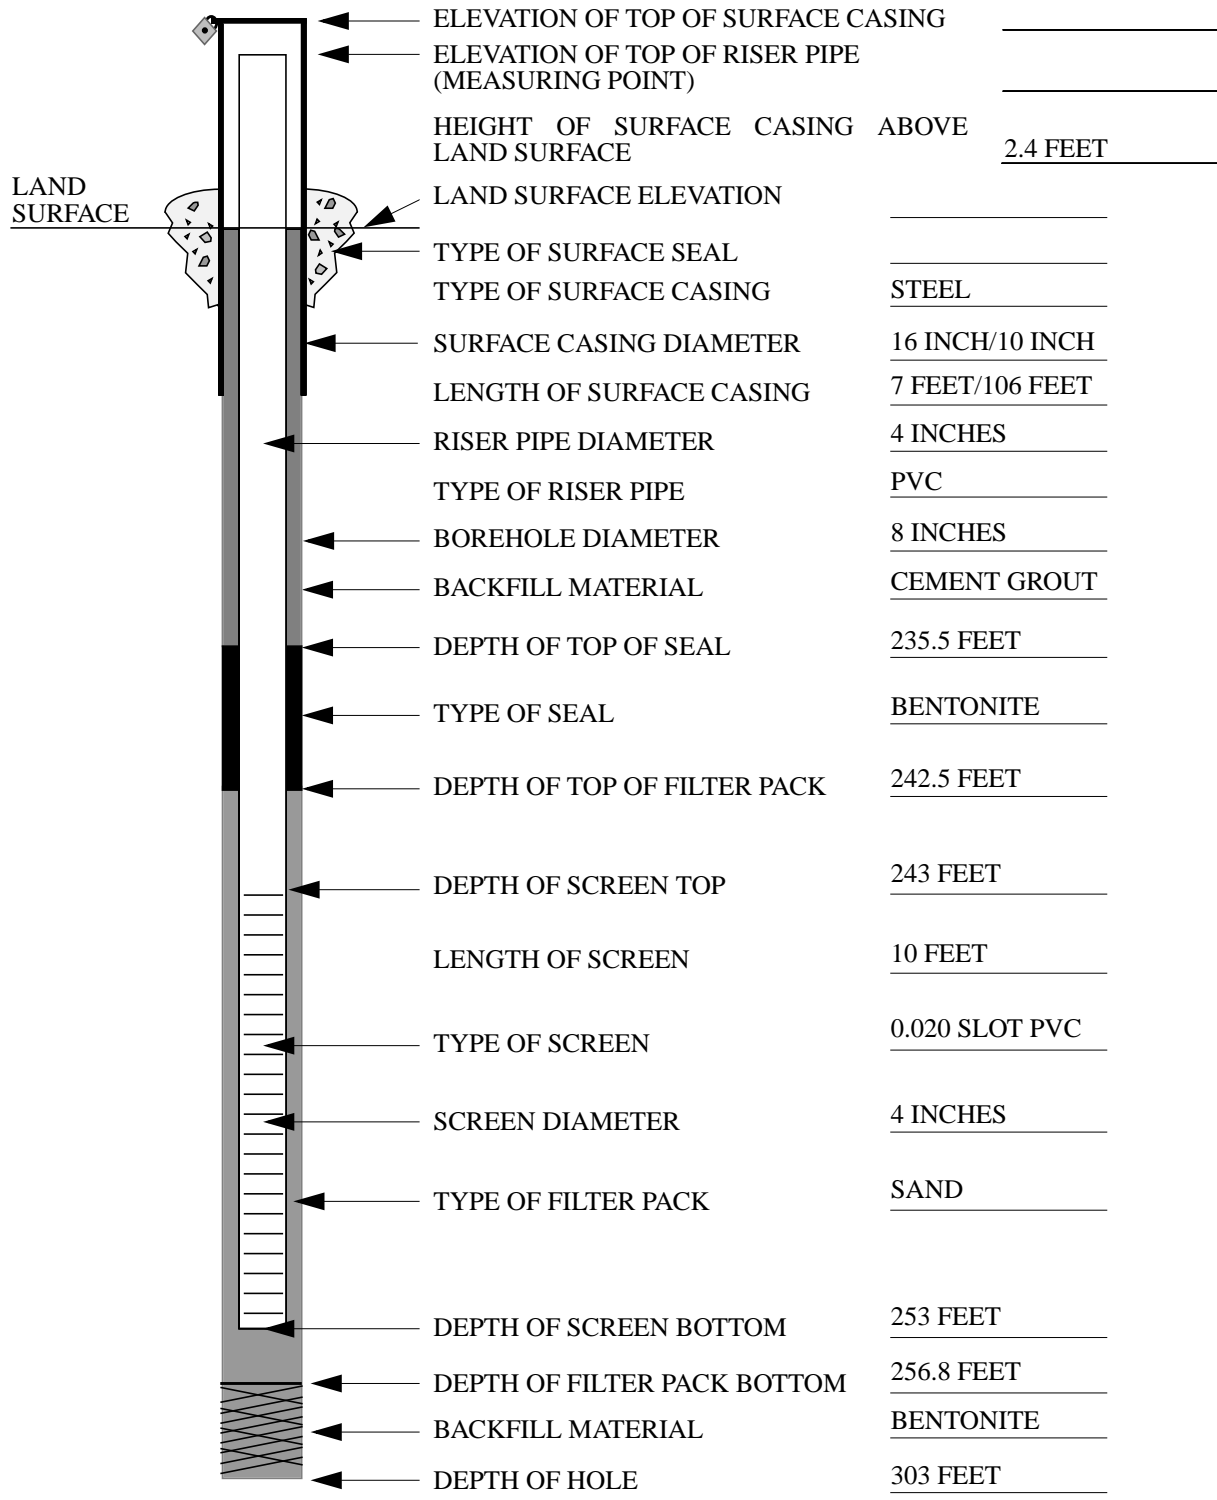 ELEVATION OF TOP OF SURFACE CASING
ELEVATION OF TOP OF RISER PIPE
(MEASURING POINT)
HEIGHT OF SURFACE CASING ABOVE
LAND SURFACE 2.4 FEET
LAND
SURFACE
LAND SURFACE ELEVATION
TYPE OF SURFACE SEAL
TYPE OF SURFACE CASING STEEL
SURFACE CASING DIAMETER 16 INCH/10 INCH
LENGTH OF SURFACE CASING 7 FEET/106 FEET
RISER PIPE DIAMETER 4 INCHES
TYPE OF RISER PIPE PVC
BOREHOLE DIAMETER 8 INCHES
BACKFILL MATERIAL CEMENT GROUT
DEPTH OF TOP OF SEAL 235.5 FEET
TYPE OF SEAL BENTONITE
DEPTH OF TOP OF FILTER PACK 242.5 FEET
DEPTH OF SCREEN TOP 243 FEET
LENGTH OF SCREEN 10 FEET
TYPE OF SCREEN 0.020 SLOT PVC
SCREEN DIAMETER 4 INCHES
TYPE OF FILTER PACK SAND
DEPTH OF SCREEN BOTTOM 253 FEET
DEPTH OF FILTER PACK BOTTOM 256.8 FEET
BACKFILL MATERIAL BENTONITE
DEPTH OF HOLE 303 FEET